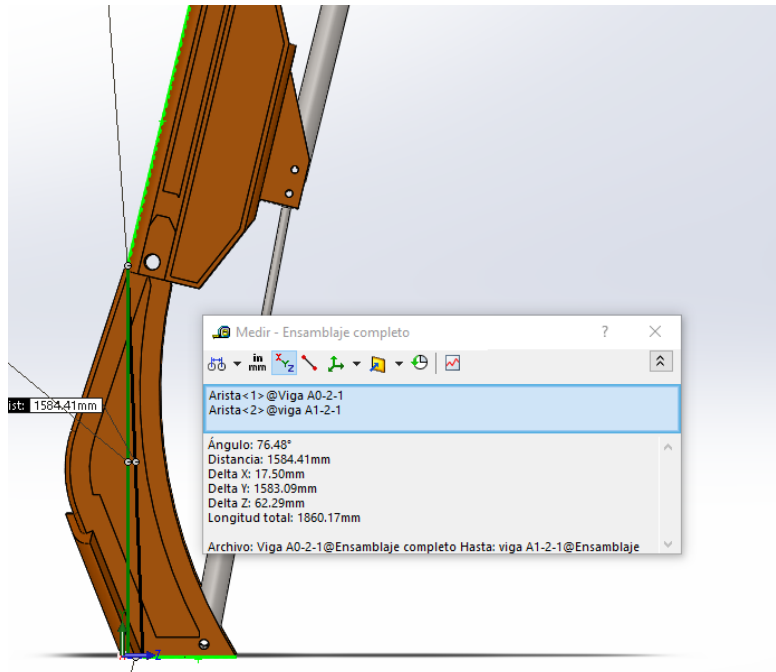 Medir - Ensamblaje completo
in
mm
X Y Z
Arista<1> @Viga A0-2-1
Arista<2> @viga A1-2-1
ist: 1584.41mm
Ángulo: 76.48°
Distancia: 1584.41mm
Delta X: 17.50mm
Delta Y: 1583.09mm
Delta Z: 62.29mm
Longitud total: 1860.17mm
Archivo: Viga A0-2-1@Ensamblaje completo Hasta: viga A1-2-1@Ensamblaje
Z